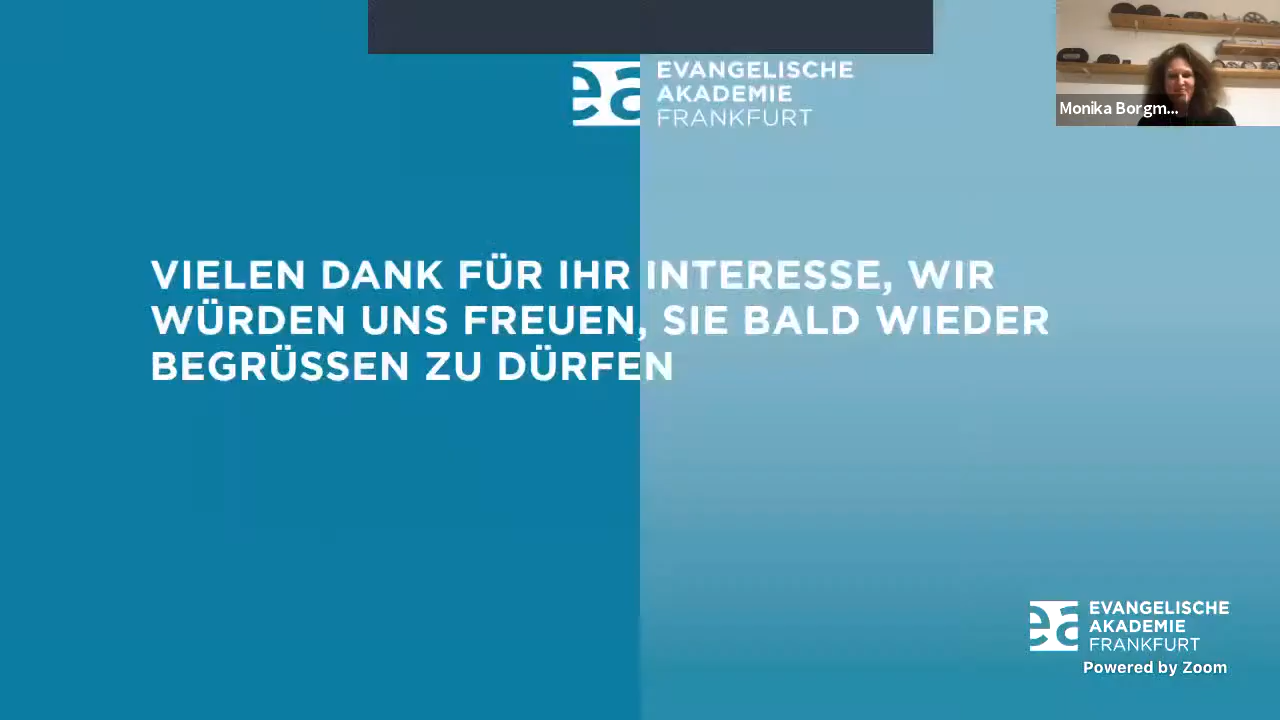 EVANGELISCHE
AKADEMIE
FRANKFURT
Monika Borgm...
VIELEN DANK FÜR IHR INTERESSE, WIR
WÜRDEN UNS FREUEN, SIE BALD WIEDER
BEGRÜSSEN ZU DÜRFEN
ea EVANGELISCHE
AKADEMIE
FRANKFURT
Powered by Zoom